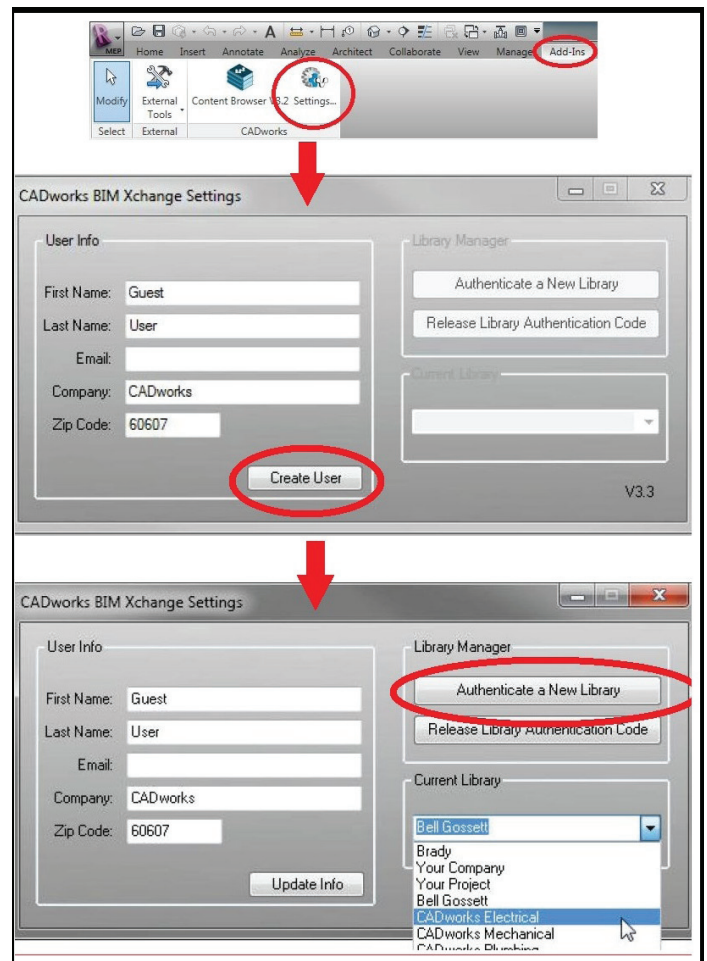 MEP Home Insert Annotate Analyze Architect Collaborate View Manage Add-Ins
Modify External Tools Content Browser V3.2 Settings...
Select External CADworks
CADworks BIM Xchange Settings
User Info
Library Manager
First Name: Guest
Authenticate a New Library
Last Name: User
Release Library Authentication Code
Email:
Current Library
Company: CADworks
Zip Code: 60607
Create User
V3.3
CADworks BIM Xchange Settings
User Info
Library Manager
Authenticate a New Library
First Name: Guest
Last Name: User
Release Library Authentication Code
Email:
Current Library
Company: CADworks
Zip Code: 60607
Bell Gossett
Brady
Your Company
Your Project
Update Info
Bell Gossett
CADworks Electrical
CADworks Mechanical
CADworks Plumbing